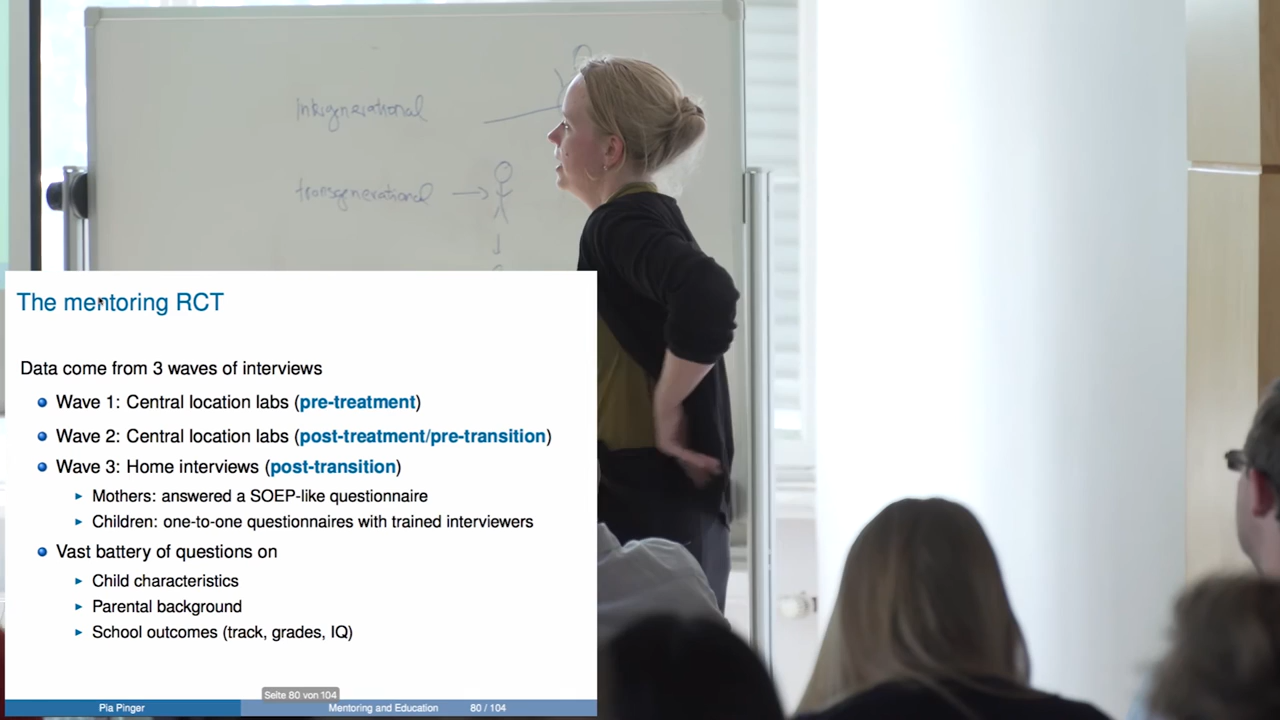 Intergenerational
transgenerational
The mentoring RCT
Data come from 3 waves of interviews
Wave 1: Central location labs (pre-treatment)
Wave 2: Central location labs (post-treatment/pre-transition)
Wave 3: Home interviews (post-transition)
Mothers: answered a SOEP-like questionnaire
Children: one-to-one questionnaires with trained interviewers
Vast battery of questions on
Child characteristics
Parental background
School outcomes (track, grades, IQ)
Seite 80 von 104
Pia Pinger Mentoring and Education 80 / 104